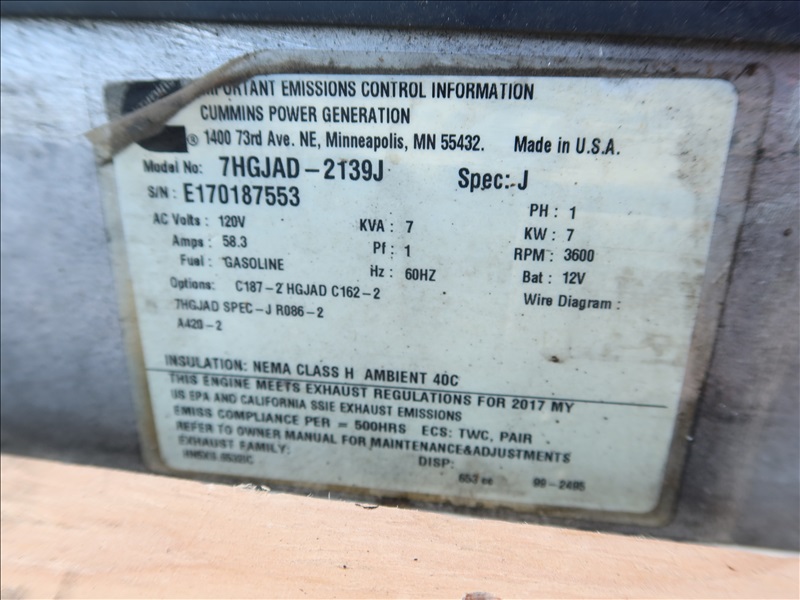 IMPORTANT EMISSIONS CONTROL INFORMATION
CUMMINS POWER GENERATION
® 1400 73rd Ave. NE, Minneapolis, MN 55432. Made in U.S.A.
Model No: 7HGJAD-2139J Spec: J
S/N: E170187553
PH: 1
AC Volts: 120V KVA: 7 KW: 7
Amps: 58.3 Pf: 1 RPM: 3600
Fuel: GASOLINE Hz: 60HZ Bat: 12V
Options: C187-2 HGJAD C162-2 Wire Diagram:
7HGJAD SPEC-J R086-2
A420-2
INSULATION: NEMA CLASS H AMBIENT 40C
THIS ENGINE MEETS EXHAUST REGULATIONS FOR 2017 MY
US EPA AND CALIFORNIA SSIE EXHAUST EMISSIONS
EMISS COMPLIANCE PER = 500HRS ECS: TWC, PAIR
REFER TO OWNER MANUAL FOR MAINTENANCE&ADJUSTMENTS
EXHAUST FAMILY: DISP:
653 cc 99-2495